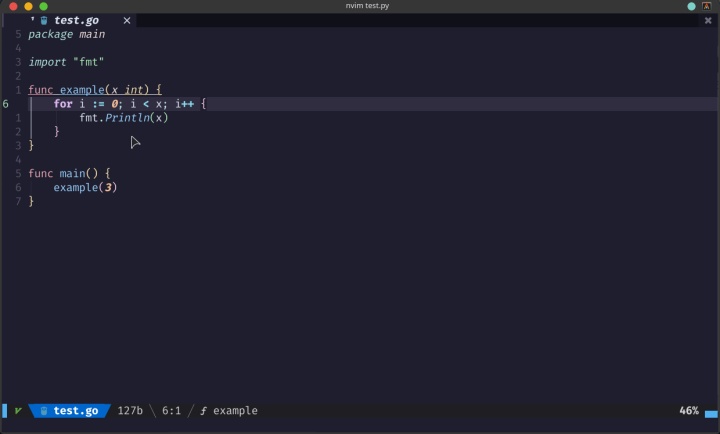 nvim test.py
test.go ×
5 package main
4
3 import "fmt"
2
1 func example(x int) {
6 for i := 0; i < x; i++ {
1 fmt.Println(x)
2 }
3 }
4
5 func main() {
6 example(3)
7 }
test.go 127b 6:1 ƒ example 46%